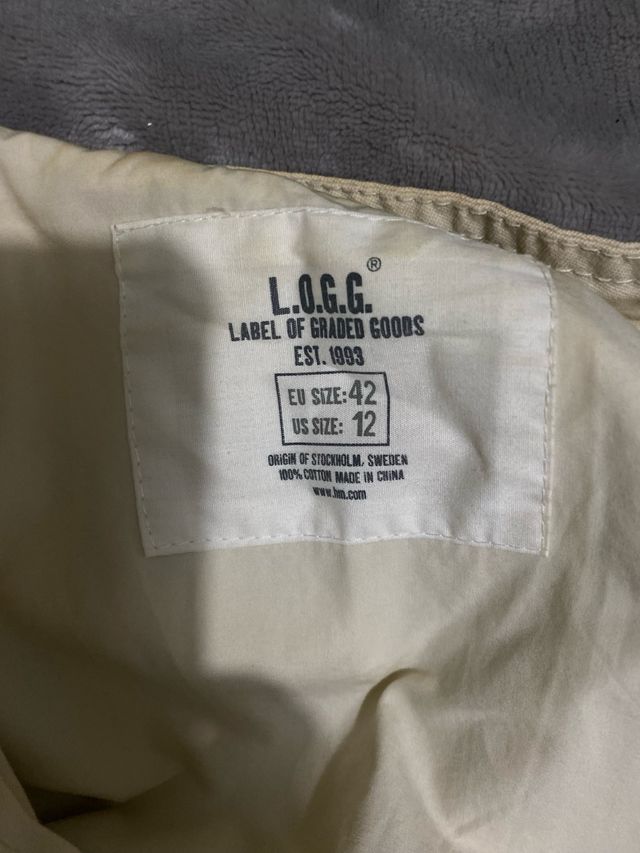 L.O.G.G.®
LABEL OF GRADED GOODS
EST. 1993
EU SIZE: 42
US SIZE: 12
ORIGIN OF STOCKHOLM, SWEDEN
100% COTTON MADE IN CHINA
www.hm.com